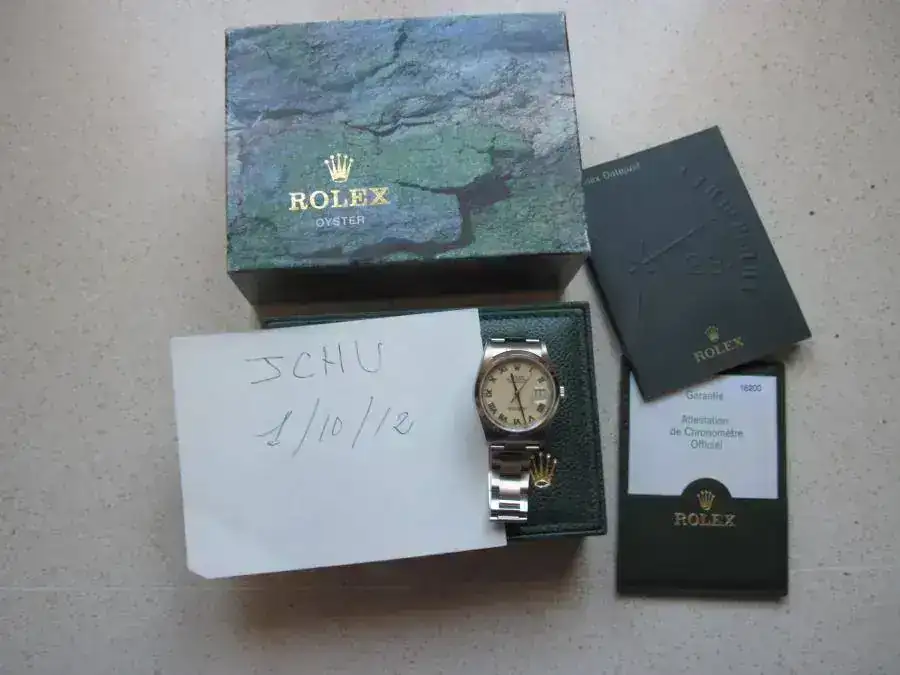 ROLEX
OYSTER
JCHU
1/10/12
ROLEX
16200
Garantie
Attestation
de Chronomètre
Officiel
ROLEX